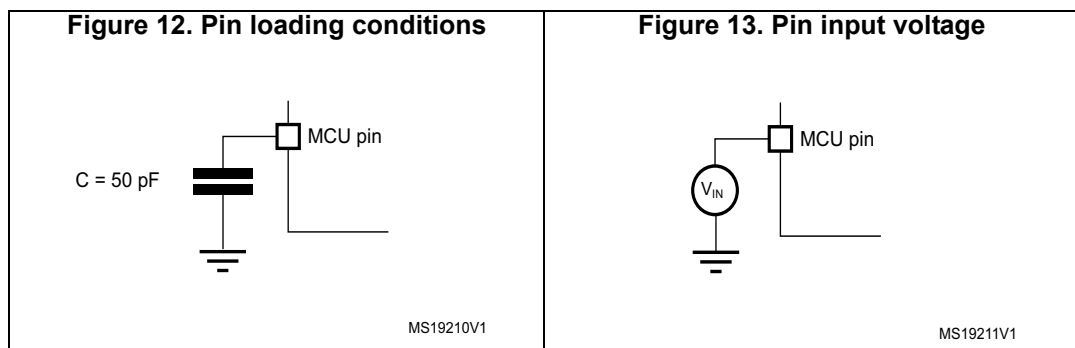 Figure 12. Pin loading conditions
MCU pin
C = 50 pF
MS19210V1
Figure 13. Pin input voltage
MCU pin
VIN
MS19211V1